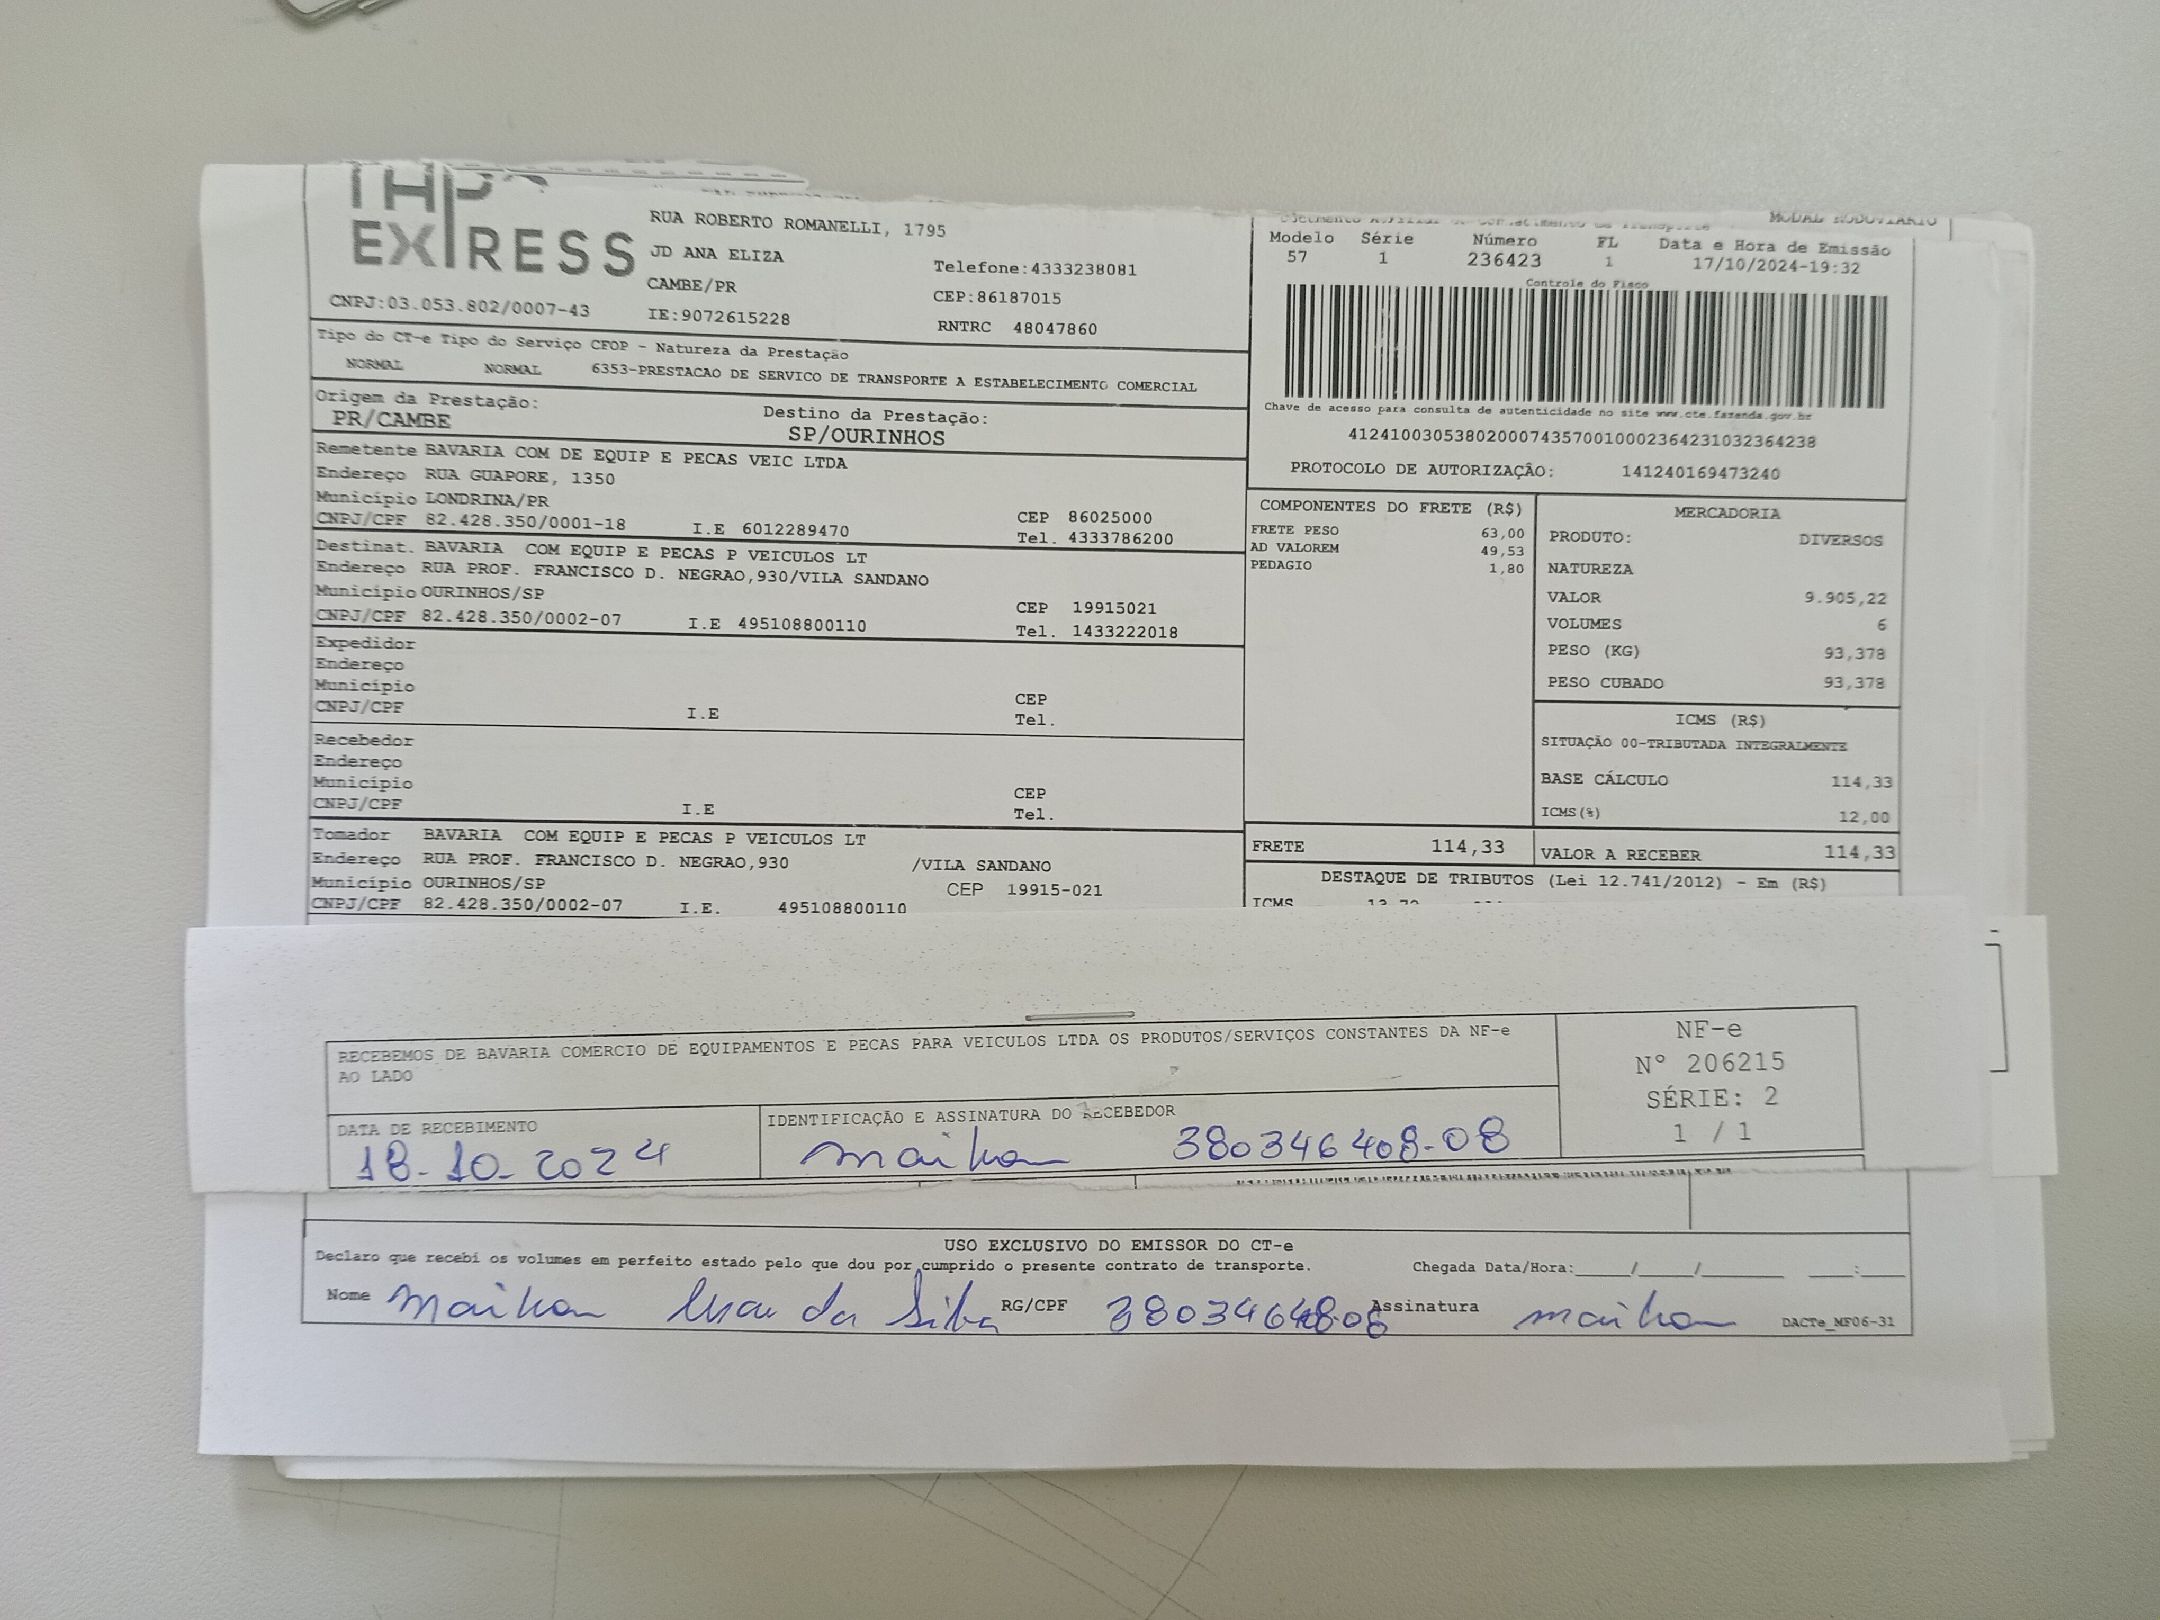 THP
EXPRESS
RUA ROBERTO ROMANELLI, 1795
JD ANA ELIZA
Telefone:4333238081
CAMBE/PR
CEP:86187015
CNPJ:03.053.802/0007-43
IE:9072615228
RNTRC 48047860
Tipo do CT-e Tipo do Serviço CFOP - Natureza da Prestação
NORMAL NORMAL 6353-PRESTACAO DE SERVICO DE TRANSPORTE A ESTABELECIMENTO COMERCIAL
Origem da Prestação: Destino da Prestação:
PR/CAMBE SP/OURINHOS
Remetente BAVARIA COM DE EQUIP E PECAS VEIC LTDA
Endereço RUA GUAPORE, 1350
Município LONDRINA/PR CEP 86025000
CNPJ/CPF 82.428.350/0001-18 I.E 6012289470 Tel. 4333786200
Destinat. BAVARIA COM EQUIP E PECAS P VEICULOS LT
Endereço RUA PROF. FRANCISCO D. NEGRAO,930/VILA SANDANO
Município OURINHOS/SP CEP 19915021
CNPJ/CPF 82.428.350/0002-07 I.E 495108800110 Tel. 1433222018
Expedidor
Endereço
Município CEP
CNPJ/CPF I.E Tel.
Recebedor
Endereço
Município CEP
CNPJ/CPF I.E Tel.
Tomador BAVARIA COM EQUIP E PECAS P VEICULOS LT
Endereço RUA PROF. FRANCISCO D. NEGRAO,930 /VILA SANDANO
Município OURINHOS/SP CEP 19915-021
CNPJ/CPF 82.428.350/0002-07 I.E. 495108800110
MODAL RODOVIARIO
Modelo Série Número FL Data e Hora de Emissão
57 1 236423 1 17/10/2024-19:32
Controle do Fisco
Chave de acesso para consulta de autenticidade no site www.cte.fazenda.gov.br
41241003053802000743570010002364231032364238
PROTOCOLO DE AUTORIZAÇÃO: 141240169473240
COMPONENTES DO FRETE (R$)
FRETE PESO 63,00
AD VALOREM 49,53
PEDAGIO 1,80
FRETE 114,33
MERCADORIA
PRODUTO: DIVERSOS
NATUREZA
VALOR 9.905,22
VOLUMES 6
PESO (KG) 93,378
PESO CUBADO 93,378
ICMS (R$)
SITUAÇÃO 00-TRIBUTADA INTEGRALMENTE
BASE CÁLCULO 114,33
ICMS(%) 12,00
VALOR A RECEBER 114,33
DESTAQUE DE TRIBUTOS (Lei 12.741/2012) - Em (R$)
ICMS
RECEBEMOS DE BAVARIA COMERCIO DE EQUIPAMENTOS E PECAS PARA VEICULOS LTDA OS PRODUTOS/SERVIÇOS CONSTANTES DA NF-e
AO LADO
DATA DE RECEBIMENTO
18-10-2024
IDENTIFICAÇÃO E ASSINATURA DO RECEBEDOR
Maikon 380346408-08
NF-e
Nº 206215
SÉRIE: 2
1 / 1
USO EXCLUSIVO DO EMISSOR DO CT-e
Declaro que recebi os volumes em perfeito estado pelo que dou por cumprido o presente contrato de transporte. Chegada Data/Hora:____/____/______ ____:____
Nome Maikon da Silva RG/CPF 38034640808 Assinatura Maikon DACTe_MF06-31